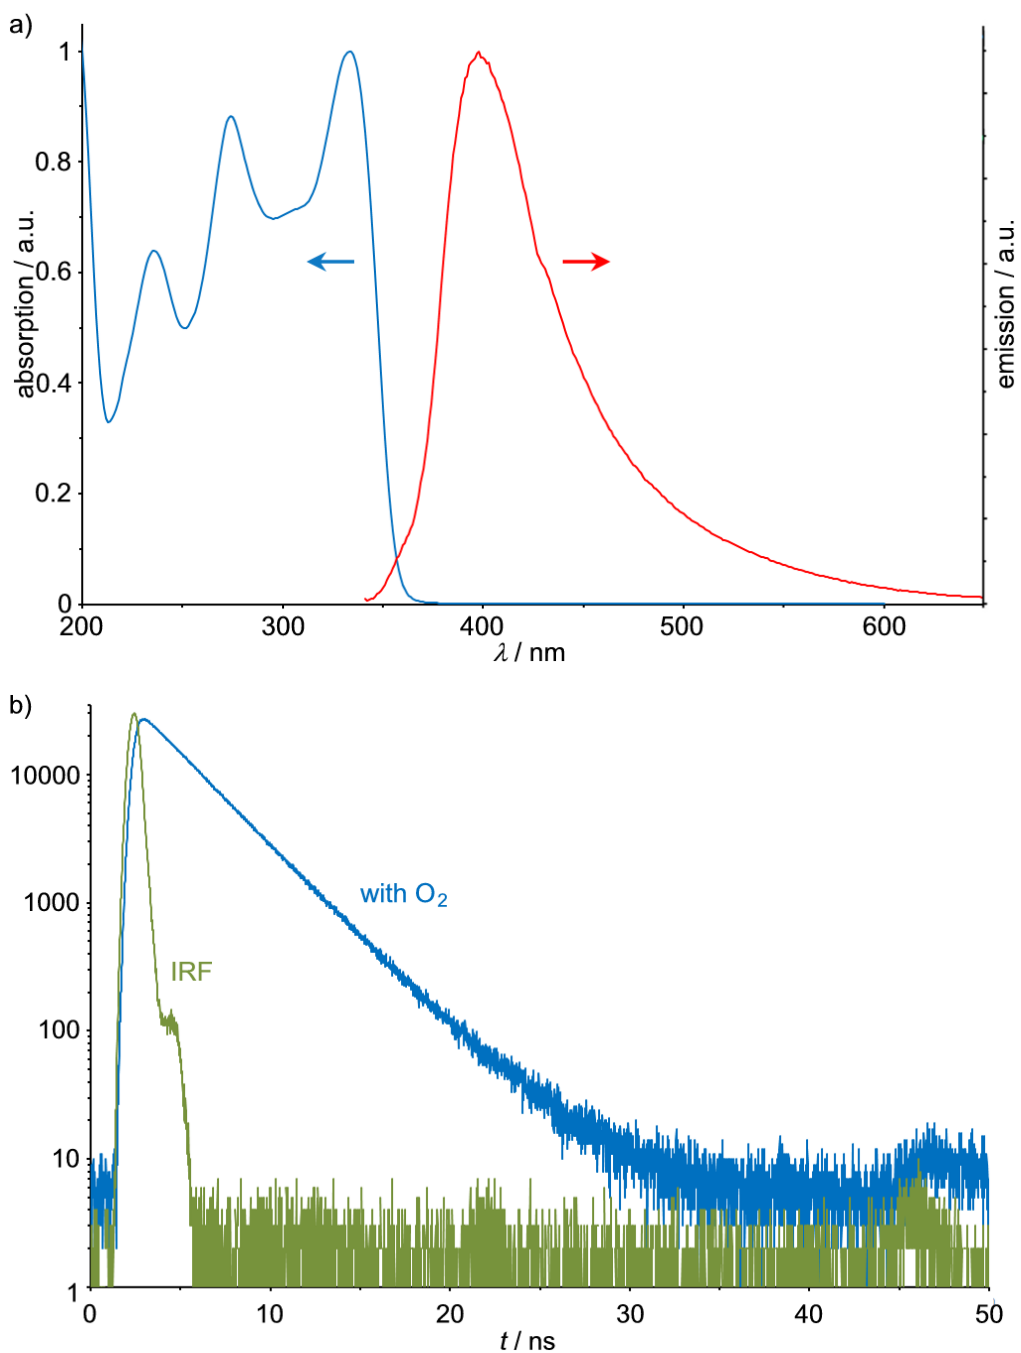 a)
1
0.8
0.6
0.4
0.2
0
absorption / a.u.
emission / a.u.
200 300 400 500 600
λ / nm
b)
10000
1000
100
10
1
with O2
IRF
0 10 20 30 40 50
t / ns